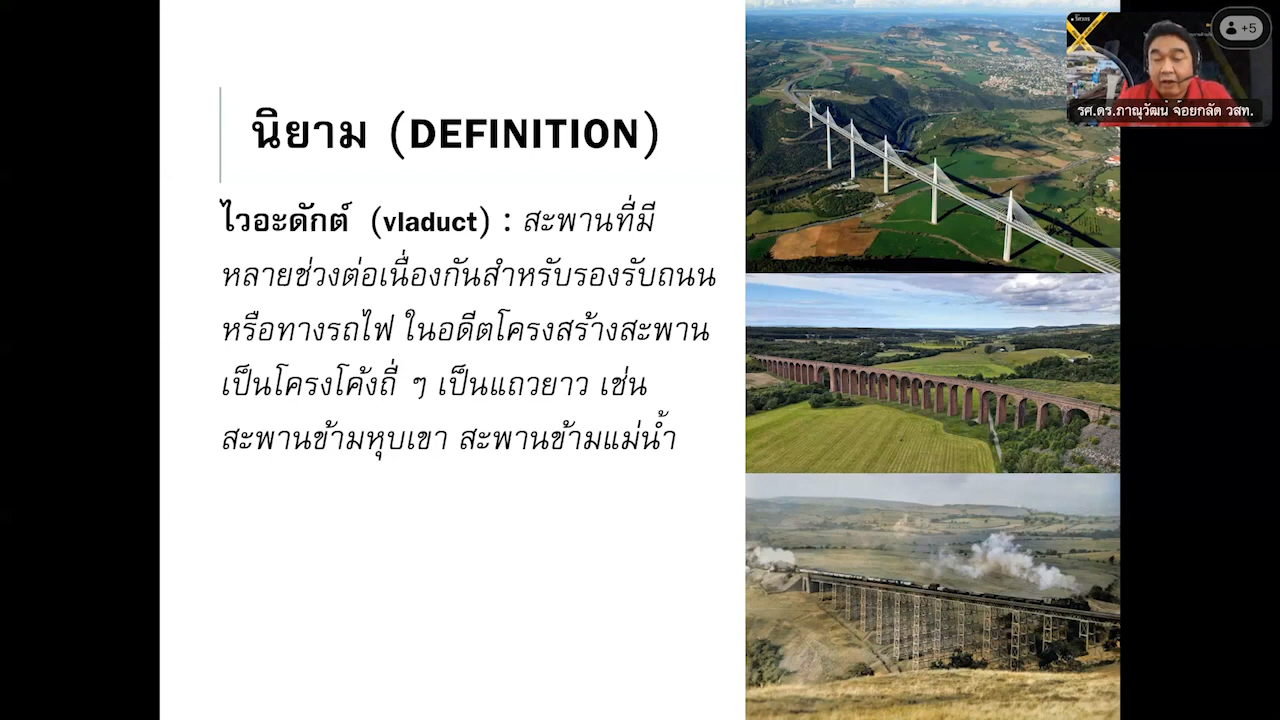 นิยาม (DEFINITION)
ไวอะดักต์ (vladuct) : สะพานที่มี
หลายช่วงต่อเนื่องกันสำหรับรองรับถนน
หรือทางรถไฟ ในอดีตโครงสร้างสะพาน
เป็นโครงโค้งถี่ ๆ เป็นแถวยาว เช่น
สะพานข้ามหุบเขา สะพานข้ามแม่น้ำ
+5
รศ.ดร.ภาณุวัฒน์ จ้อยกลัด วสท.